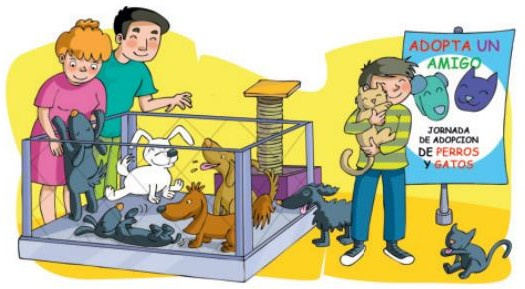 ADOPTA UN
AMIGO
JORNADA
DE ADOPCION
DE PERROS
Y GATOS